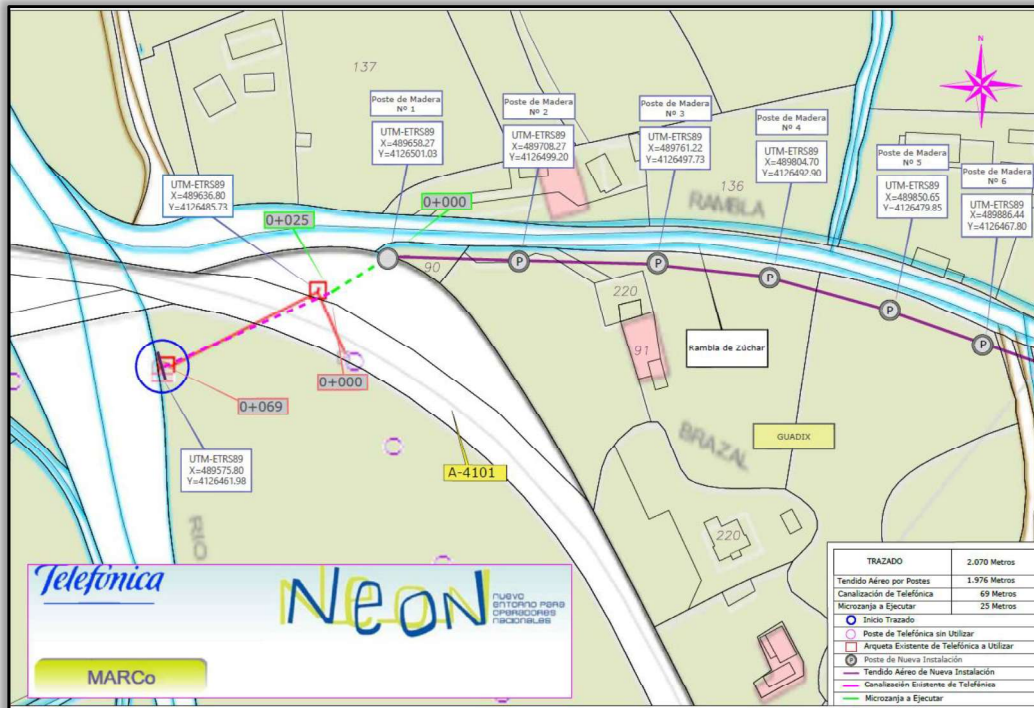 137
Poste de Madera
Nº 1
UTM-ETRS89
X=489658.27
Y=4126501.03
Poste de Madera
Nº 2
UTM-ETRS89
X=489708.27
Y=4126499.20
Poste de Madera
Nº 3
UTM-ETRS89
X=489761.22
Y=4126497.73
Poste de Madera
Nº 4
UTM-ETRS89
X=489804.70
Y=4126492.90
Poste de Madera
Nº 5
UTM-ETRS89
X=489850.65
Y=4126479.85
Poste de Madera
Nº 6
UTM-ETRS89
X=489886.44
Y=4126467.80
N
UTM-ETRS89
X=489636.80
Y=4126485.73
0+025
0+000
136
RAMBLA
90
P
P
P
P
P
220
91
Rambla de Zúchar
0+000
0+069
BRAZAL
GUADIX
UTM-ETRS89
X=489575.80
Y=4126461.98
A-4101
RIO
220
Telefónica
NEON
NUEVO
ENTORNO PARA
OPERADORES
NACIONALES
MARCo
TRAZADO 2.070 Metros
Tendido Aéreo por Postes 1.976 Metros
Canalización de Telefónica 69 Metros
Microzanja a Ejecutar 25 Metros
Inicio Trazado
Poste de Telefónica sin Utilizar
Arqueta Existente de Telefónica a Utilizar
P Poste de Nueva Instalación
Tendido Aéreo de Nueva Instalación
Canalización Existente de Telefónica
Microzanja a Ejecutar